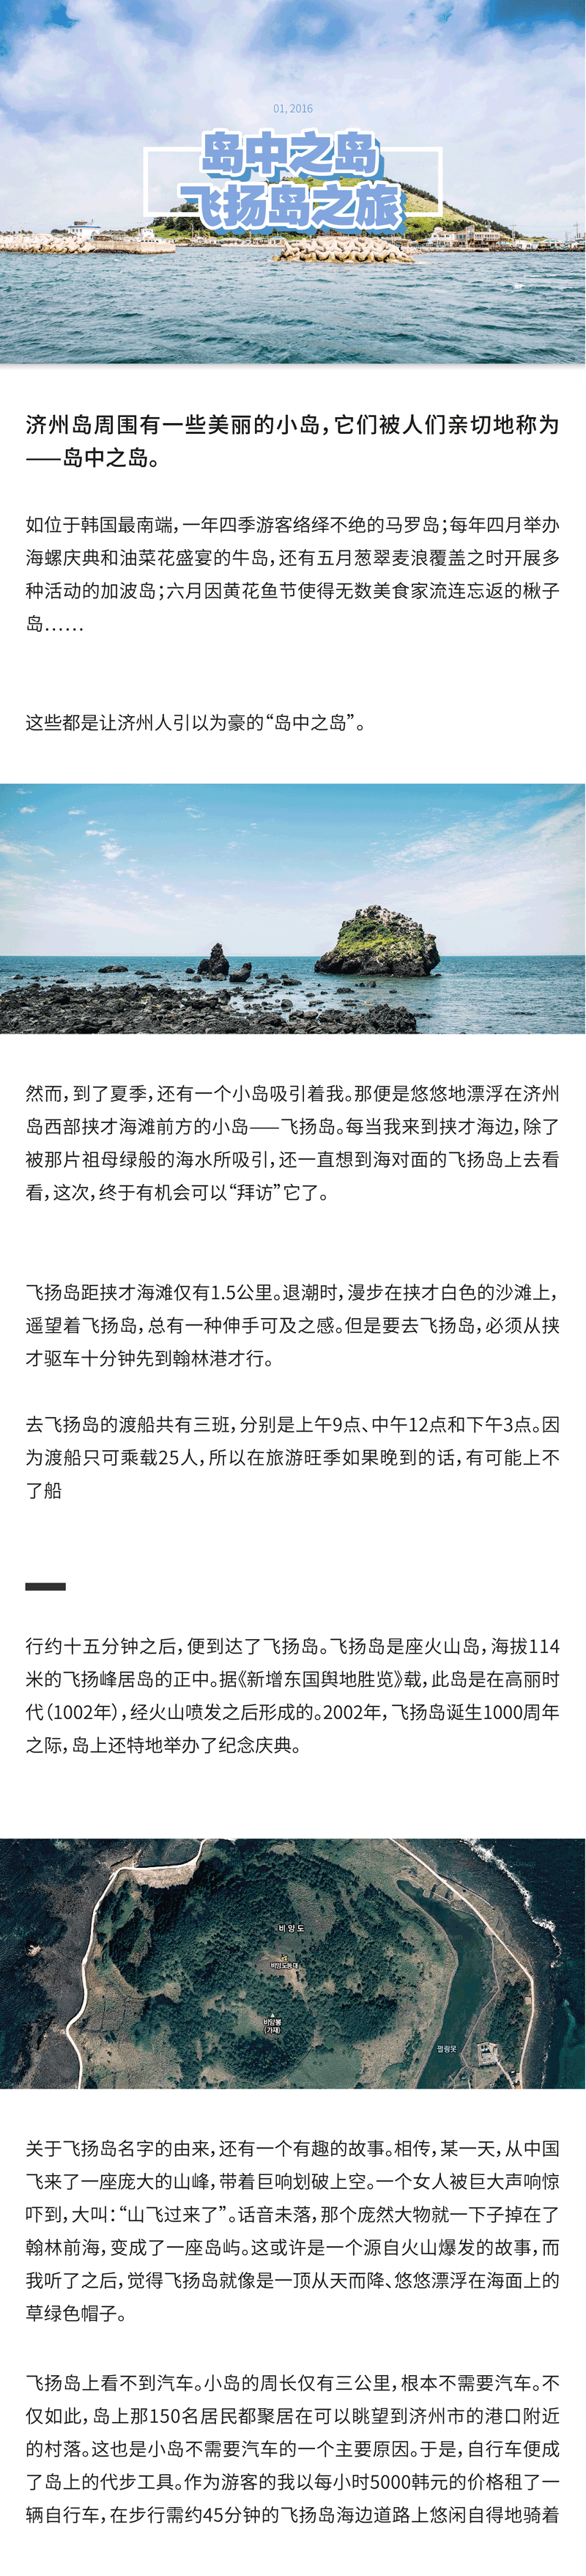 01, 2016
岛中之岛
飞扬岛之旅
济州岛周围有一些美丽的小岛，它们被人们亲切地称为
——岛中之岛。
如位于韩国最南端，一年四季游客络绎不绝的马罗岛；每年四月举办
海螺庆典和油菜花盛宴的牛岛，还有五月葱翠麦浪覆盖之时开展多
种活动的加波岛；六月因黄花鱼节使得无数美食家流连忘返的楸子
岛……
这些都是让济州人引以为豪的“岛中之岛”。
然而，到了夏季，还有一个小岛吸引着我。那便是悠悠地漂浮在济州
岛西部挟才海滩前方的小岛——飞扬岛。每当我来到挟才海边，除了
被那片祖母绿般的海水所吸引，还一直想到海对面的飞扬岛上去看
看，这次，终于有机会可以“拜访”它了。
飞扬岛距挟才海滩仅有1.5公里。退潮时，漫步在挟才白色的沙滩上，
遥望着飞扬岛，总有一种伸手可及之感。但是要去飞扬岛，必须从挟
才驱车十分钟先到翰林港才行。
去飞扬岛的渡船共有三班，分别是上午9点、中午12点和下午3点。因
为渡船只可乘载25人，所以在旅游旺季如果晚到的话，有可能上不
了船
行约十五分钟之后，便到达了飞扬岛。飞扬岛是座火山岛，海拔114
米的飞扬峰居岛的正中。据《新增东国舆地胜览》载，此岛是在高丽时
代（1002年），经火山喷发之后形成的。2002年，飞扬岛诞生1000周年
之际，岛上还特地举办了纪念庆典。
비양도
비양도등대
비양봉
(가재)
펄랑못
关于飞扬岛名字的由来，还有一个有趣的故事。相传，某一天，从中国
飞来了一座庞大的山峰，带着巨响划破上空。一个女人被巨大声响惊
吓到，大叫：“山飞过来了”。话音未落，那个庞然大物就一下子掉在了
翰林前海，变成了一座岛屿。这或许是一个源自火山爆发的故事，而
我听了之后，觉得飞扬岛就像是一顶从天而降、悠悠漂浮在海面上的
草绿色帽子。
飞扬岛上看不到汽车。小岛的周长仅有三公里，根本不需要汽车。不
仅如此，岛上那150名居民都聚居在可以眺望到济州市的港口附近
的村落。这也是小岛不需要汽车的一个主要原因。于是，自行车便成
了岛上的代步工具。作为游客的我以每小时5000韩元的价格租了一
辆自行车，在步行需约45分钟的飞扬岛海边道路上悠闲自得地骑着